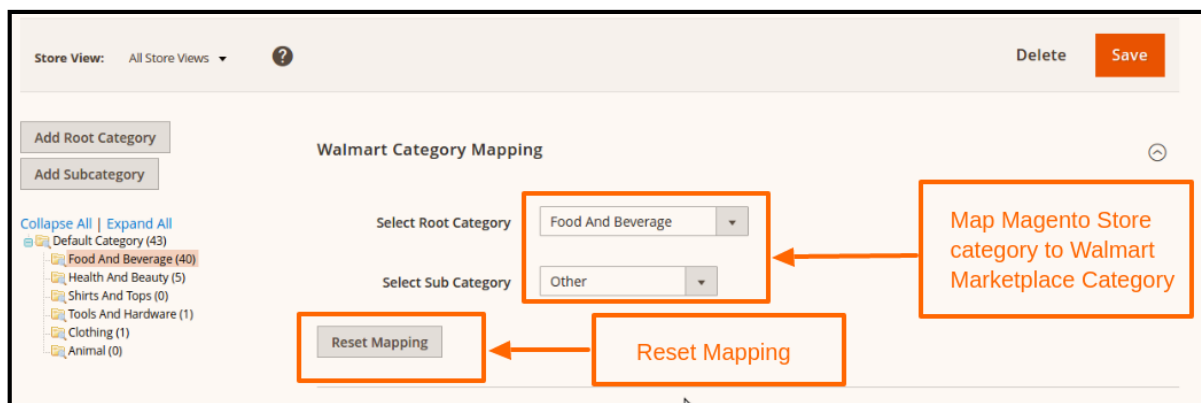 Store View: All Store Views ?
Delete
Save
Add Root Category
Add Subcategory
Collapse All | Expand All
Default Category (43)
Food And Beverage (40)
Health And Beauty (5)
Shirts And Tops (0)
Tools And Hardware (1)
Clothing (1)
Animal (0)
Walmart Category Mapping
Select Root Category Food And Beverage
Select Sub Category Other
Reset Mapping
Map Magento Store
category to Walmart
Marketplace Category
Reset Mapping